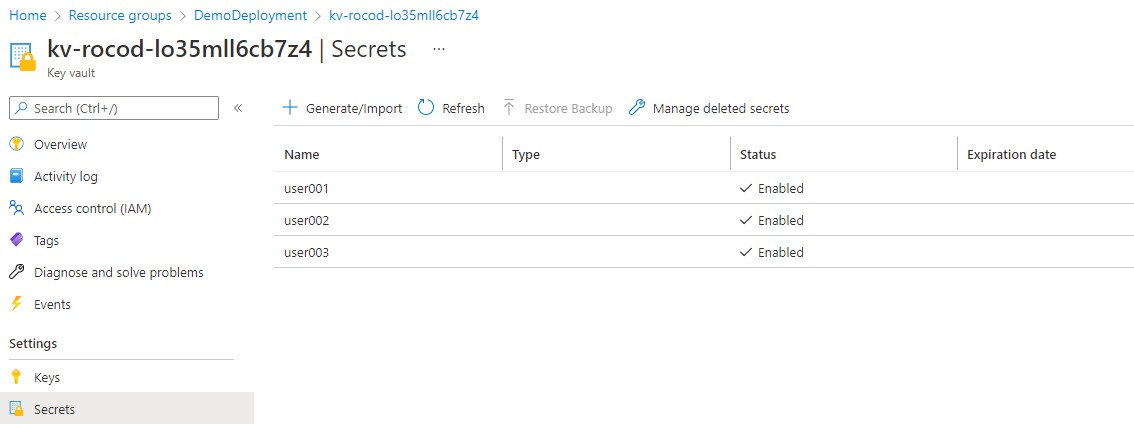 Home > Resource groups > DemoDeployment > kv-rocod-lo35mll6cb7z4
kv-rocod-lo35mll6cb7z4 | Secrets ...
Key vault
Search (Ctrl+/) «
Generate/Import Refresh Restore Backup Manage deleted secrets
Overview
Activity log
Access control (IAM)
Tags
Diagnose and solve problems
Events
Settings
Keys
Secrets
Name Type Status Expiration date
user001 Enabled
user002 Enabled
user003 Enabled